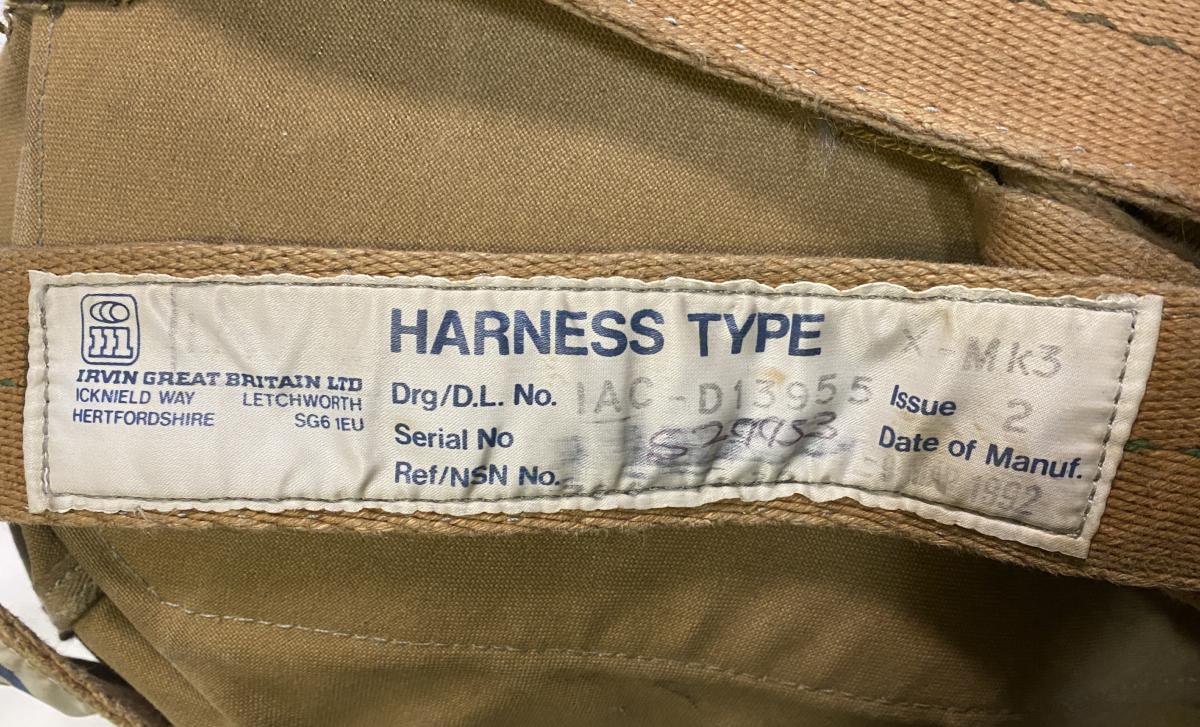 IRVIN GREAT BRITAIN LTD
ICKNIELD WAY LETCHWORTH
HERTFORDSHIRE SG6 1EU
HARNESS TYPE X-Mk3
Drg/D.L. No. IAC-D13955 Issue 2
Serial No
Ref/NSN No.
Date of Manuf.
1992